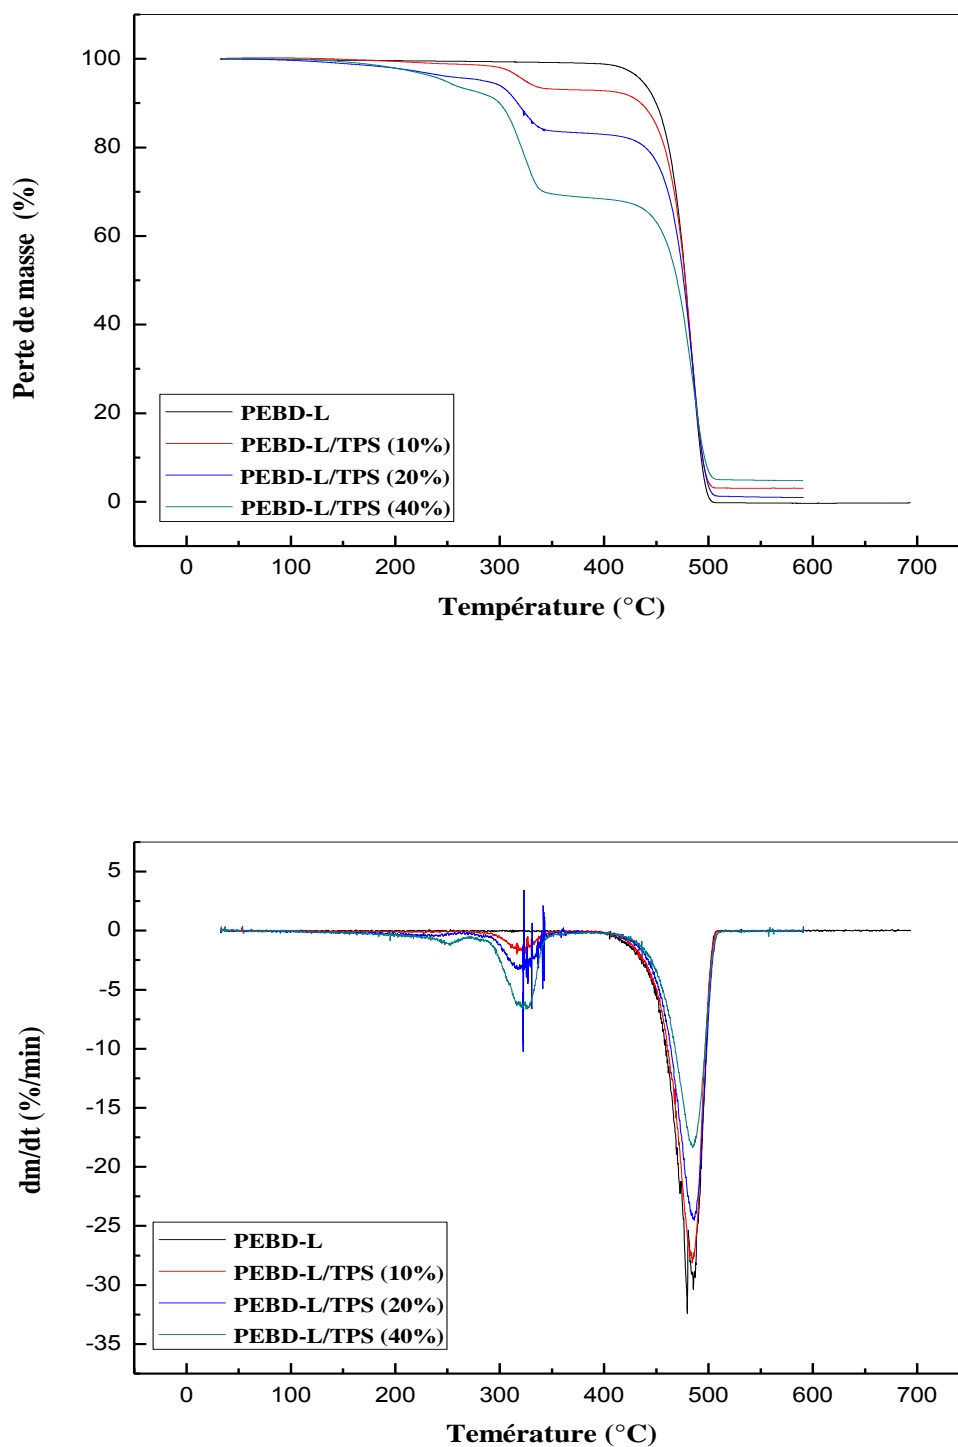 Perte de masse (%)
100
80
60
40
20
0
PEBD-L
PEBD-L/TPS (10%)
PEBD-L/TPS (20%)
PEBD-L/TPS (40%)
0 100 200 300 400 500 600 700
Température (°C)
dm/dt (%/min)
5
0
-5
-10
-15
-20
-25
-30
-35
PEBD-L
PEBD-L/TPS (10%)
PEBD-L/TPS (20%)
PEBD-L/TPS (40%)
0 100 200 300 400 500 600 700
Temérature (°C)